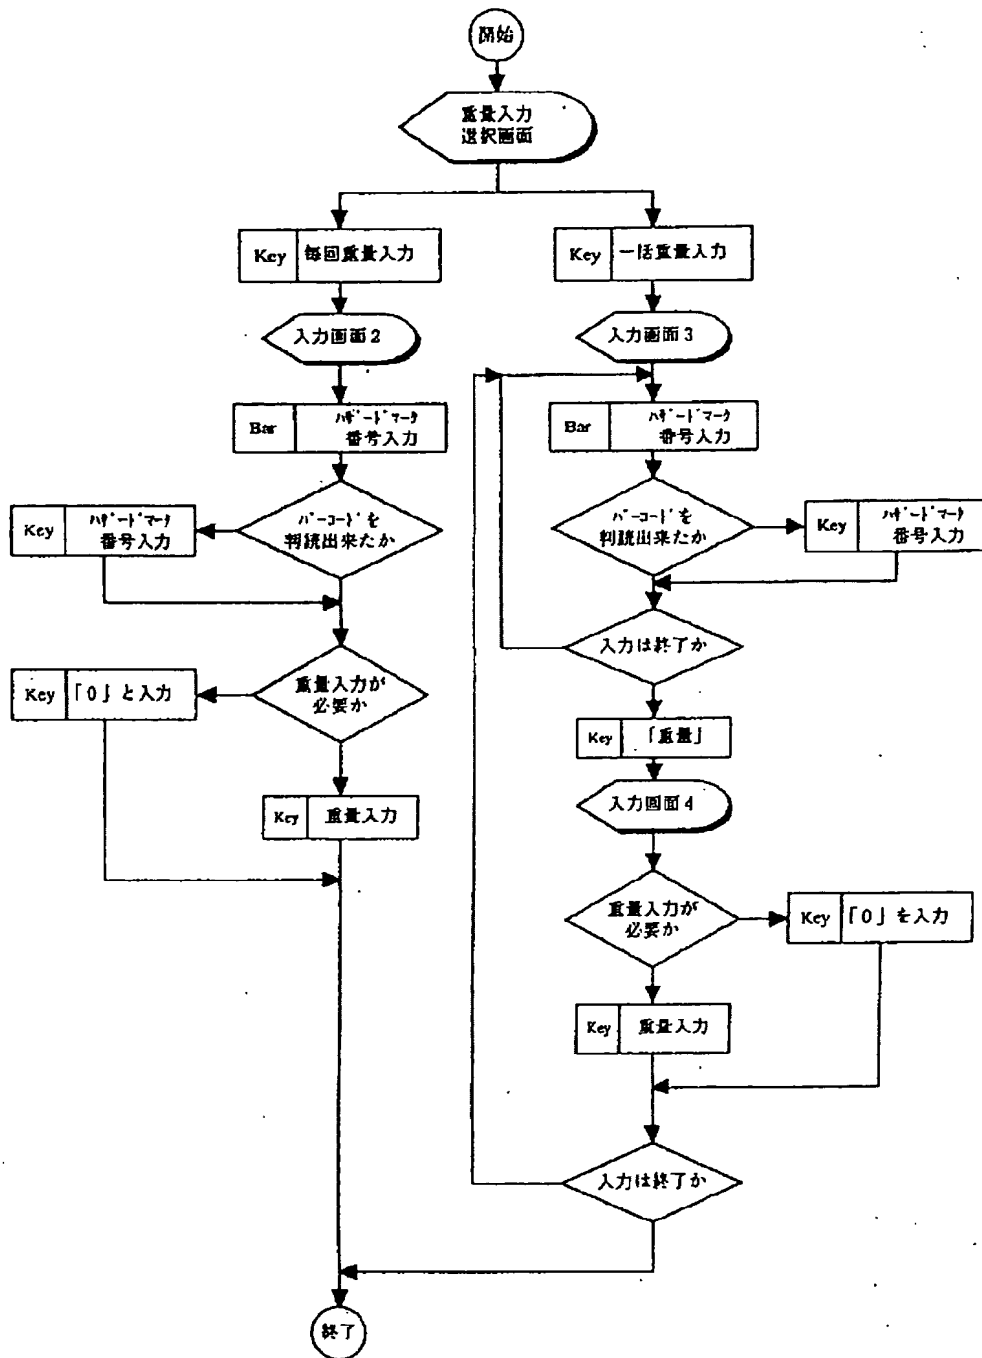 開始
重量入力
選択画面
Key 毎回重量入力
入力画面2
Bar ﾊｻﾞｰﾄﾞﾏｰｸ
番号入力
ﾊﾞｰｺｰﾄﾞを
判読出来たか
Key ﾊｻﾞｰﾄﾞﾏｰｸ
番号入力
重量入力が
必要か
Key 「0」と入力
Key 重量入力
Key 一括重量入力
入力画面3
Bar ﾊｻﾞｰﾄﾞﾏｰｸ
番号入力
ﾊﾞｰｺｰﾄﾞを
判読出来たか
Key ﾊｻﾞｰﾄﾞﾏｰｸ
番号入力
入力は終了か
Key 「重量」
入力画面4
重量入力が
必要か
Key 「0」を入力
Key 重量入力
入力は終了か
終了